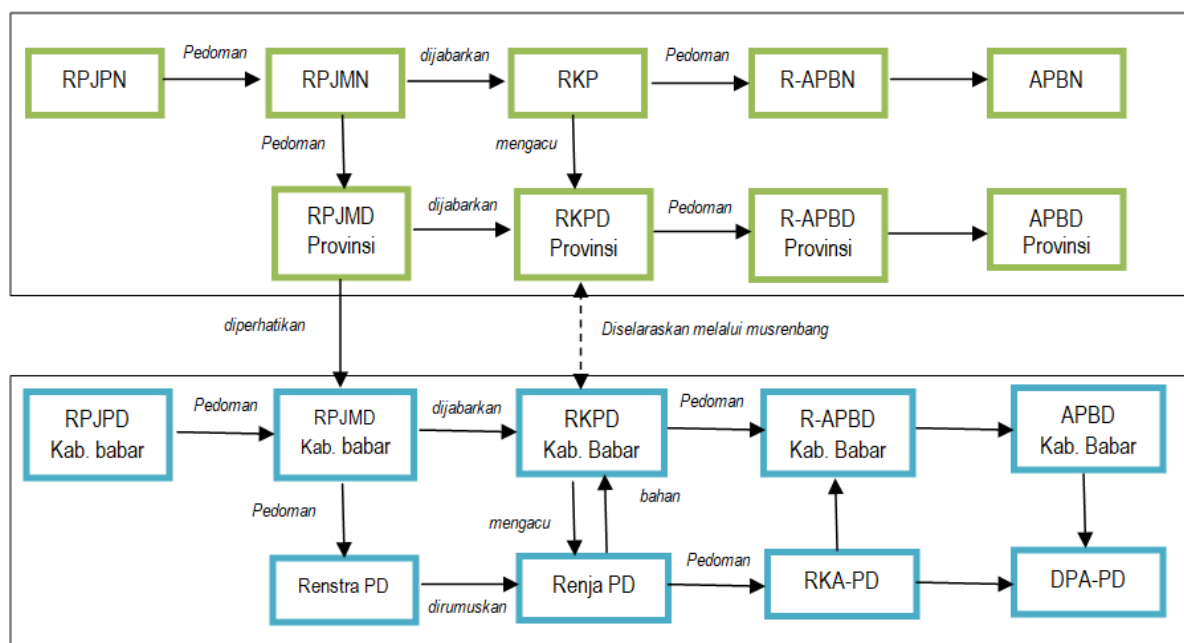 Pedoman
dijabarkan
Pedoman
RPJPN
RPJMN
RKP
R-APBN
APBN
Pedoman
mengacu
RPJMD
Provinsi
dijabarkan
RKPD
Provinsi
Pedoman
R-APBD
Provinsi
APBD
Provinsi
diperhatikan
Diselaraskan melalui musrenbang
RPJPD
Kab. babar
Pedoman
RPJMD
Kab. babar
dijabarkan
RKPD
Kab. Babar
Pedoman
R-APBD
Kab. Babar
APBD
Kab. Babar
Pedoman
mengacu
bahan
Renstra PD
dirumuskan
Renja PD
Pedoman
RKA-PD
DPA-PD